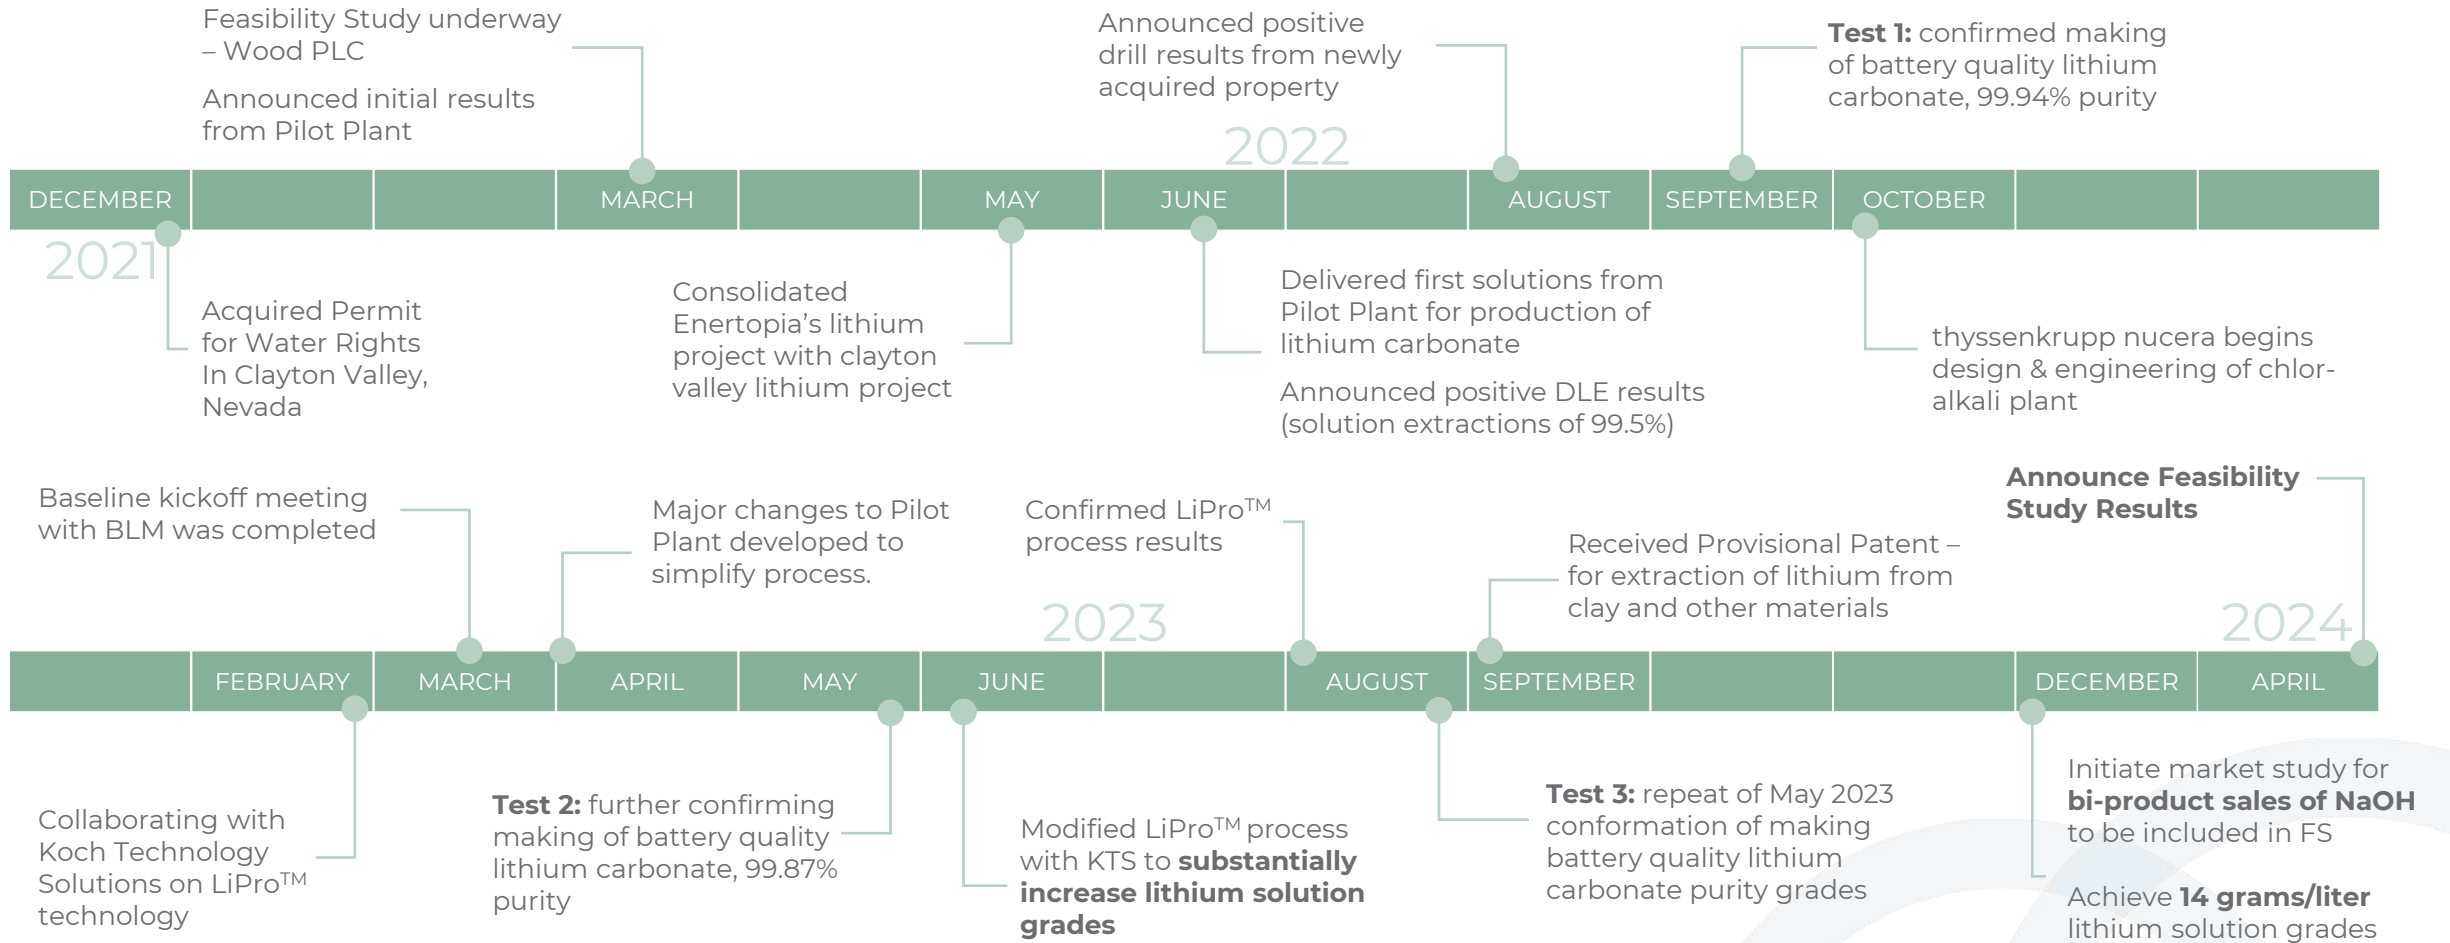 Feasibility Study underway
– Wood PLC
Announced initial results
from Pilot Plant
Announced positive
drill results from newly
acquired property
Test 1: confirmed making
of battery quality lithium
carbonate, 99.94% purity
2022
DECEMBER
MARCH
MAY
JUNE
AUGUST
SEPTEMBER
OCTOBER
2021
Acquired Permit
for Water Rights
In Clayton Valley,
Nevada
Consolidated
Enertopia’s lithium
project with clayton
valley lithium project
Delivered first solutions from
Pilot Plant for production of
lithium carbonate
Announced positive DLE results
(solution extractions of 99.5%)
thyssenkrupp nucera begins
design & engineering of chlor-
alkali plant
Baseline kickoff meeting
with BLM was completed
Major changes to Pilot
Plant developed to
simplify process.
Confirmed LiPro™
process results
Received Provisional Patent –
for extraction of lithium from
clay and other materials
Announce Feasibility
Study Results
2023
2024
FEBRUARY
MARCH
APRIL
MAY
JUNE
AUGUST
SEPTEMBER
DECEMBER
APRIL
Collaborating with
Koch Technology
Solutions on LiPro™
technology
Test 2: further confirming
making of battery quality
lithium carbonate, 99.87%
purity
Modified LiPro™ process
with KTS to substantially
increase lithium solution
grades
Test 3: repeat of May 2023
conformation of making
battery quality lithium
carbonate purity grades
Initiate market study for
bi-product sales of NaOH
to be included in FS
Achieve 14 grams/liter
lithium solution grades